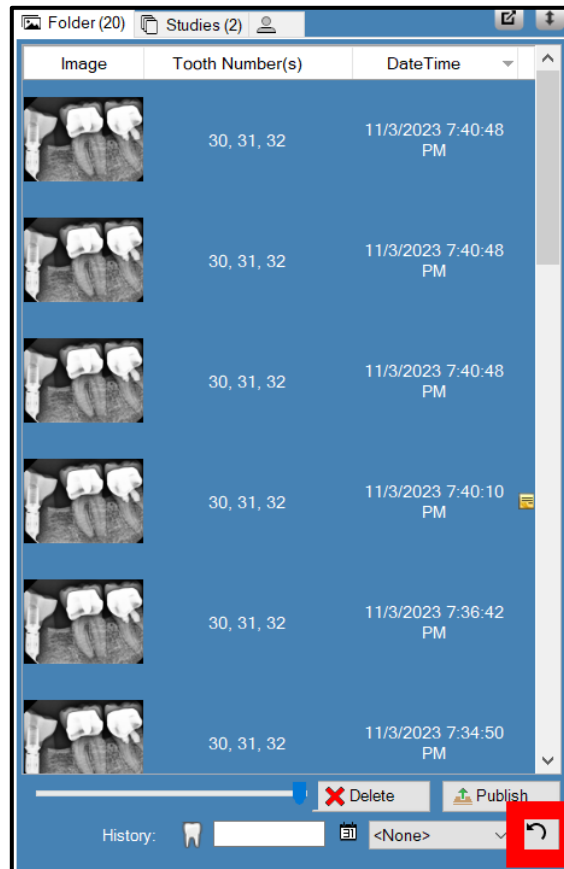 Folder (20) Studies (2)
Image Tooth Number(s) DateTime
30, 31, 32 11/3/2023 7:40:48
PM
30, 31, 32 11/3/2023 7:40:48
PM
30, 31, 32 11/3/2023 7:40:48
PM
30, 31, 32 11/3/2023 7:40:10
PM
30, 31, 32 11/3/2023 7:36:42
PM
30, 31, 32 11/3/2023 7:34:50
PM
Delete Publish
History: 31 <None>